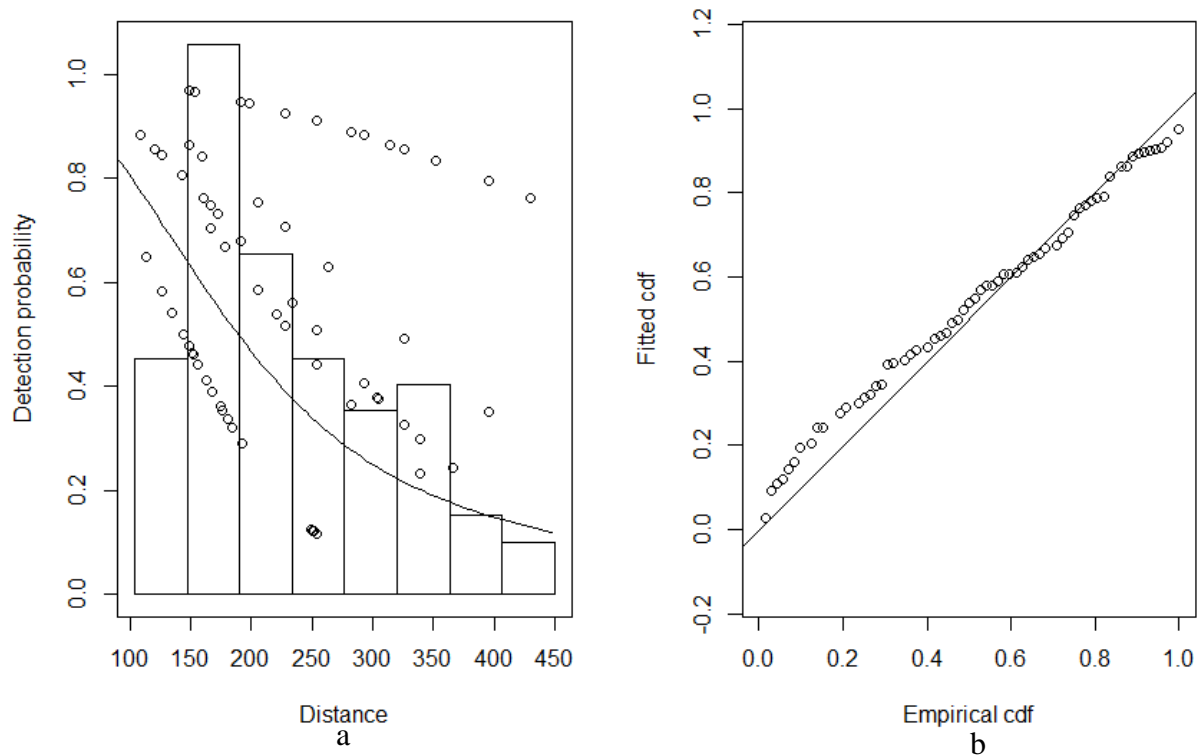 Detection probability
0.0 0.2 0.4 0.6 0.8 1.0
100 150 200 250 300 350 400 450
Distance
a
Fitted cdf
-0.2 0.0 0.2 0.4 0.6 0.8 1.0 1.2
0.0 0.2 0.4 0.6 0.8 1.0
Empirical cdf
b